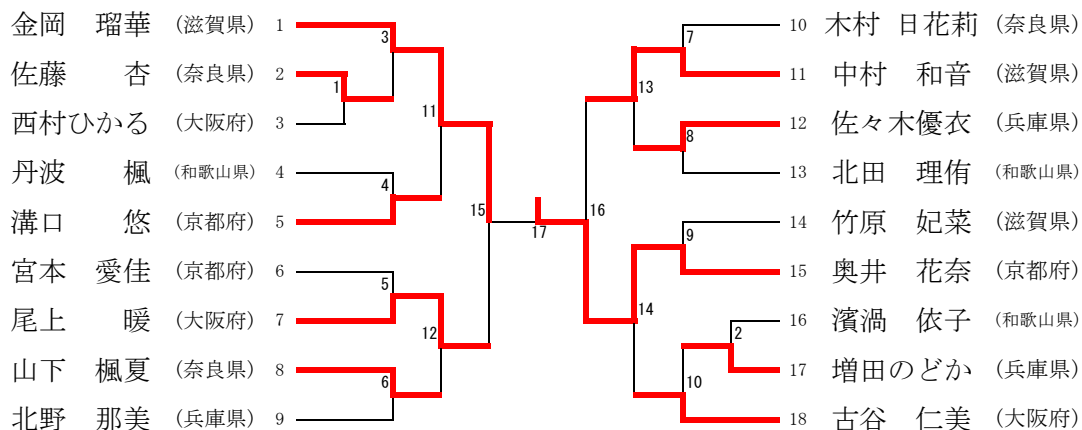 金岡　瑠華 (滋賀県) 1
佐藤　　杏 (奈良県) 2
西村ひかる (大阪府) 3
丹波　　楓 (和歌山県) 4
溝口　　悠 (京都府) 5
宮本　愛佳 (京都府) 6
尾上　　暖 (大阪府) 7
山下　楓夏 (奈良県) 8
北野　那美 (兵庫県) 9
1
3
4
5
6
11
12
15
17
16
13
14
7
8
9
2
10
10 木村 日花莉 (奈良県)
11 中村　和音 (滋賀県)
12 佐々木優衣 (兵庫県)
13 北田　理侑 (和歌山県)
14 竹原　妃菜 (滋賀県)
15 奥井　花奈 (京都府)
16 濱渦　依子 (和歌山県)
17 増田のどか (兵庫県)
18 古谷　仁美 (大阪府)